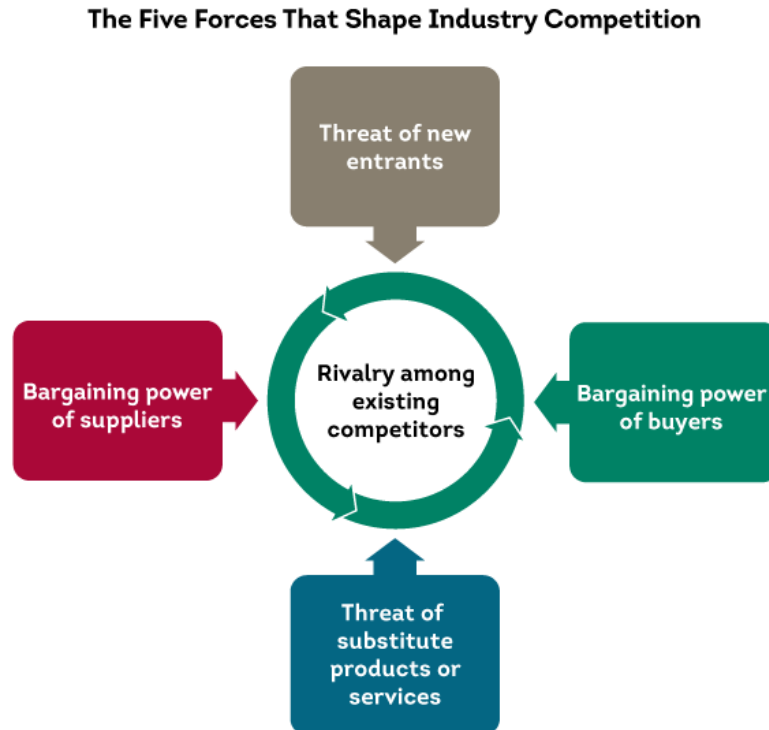 The Five Forces That Shape Industry Competition
Threat of new
entrants
Bargaining power
of suppliers
Rivalry among
existing
competitors
Bargaining power
of buyers
Threat of
substitute
products or
services